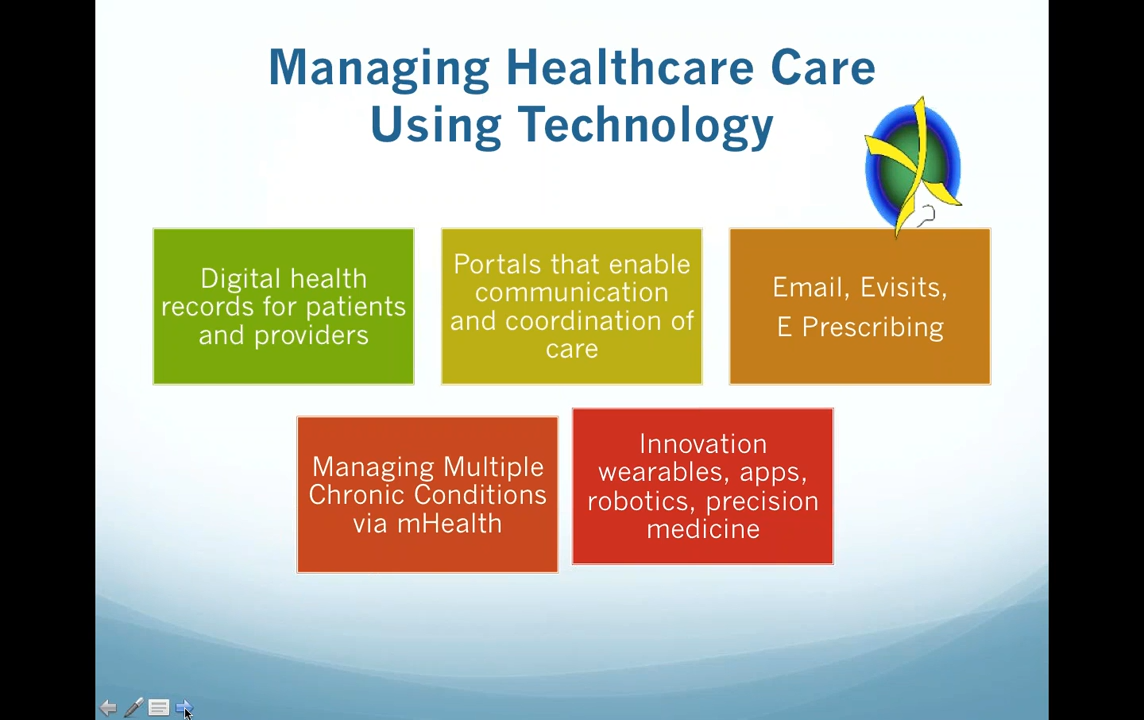 Managing Healthcare Care
Using Technology
Digital health
records for patients
and providers
Portals that enable
communication
and coordination of
care
Email, Evisits,
E Prescribing
Managing Multiple
Chronic Conditions
via mHealth
Innovation
wearables, apps,
robotics, precision
medicine